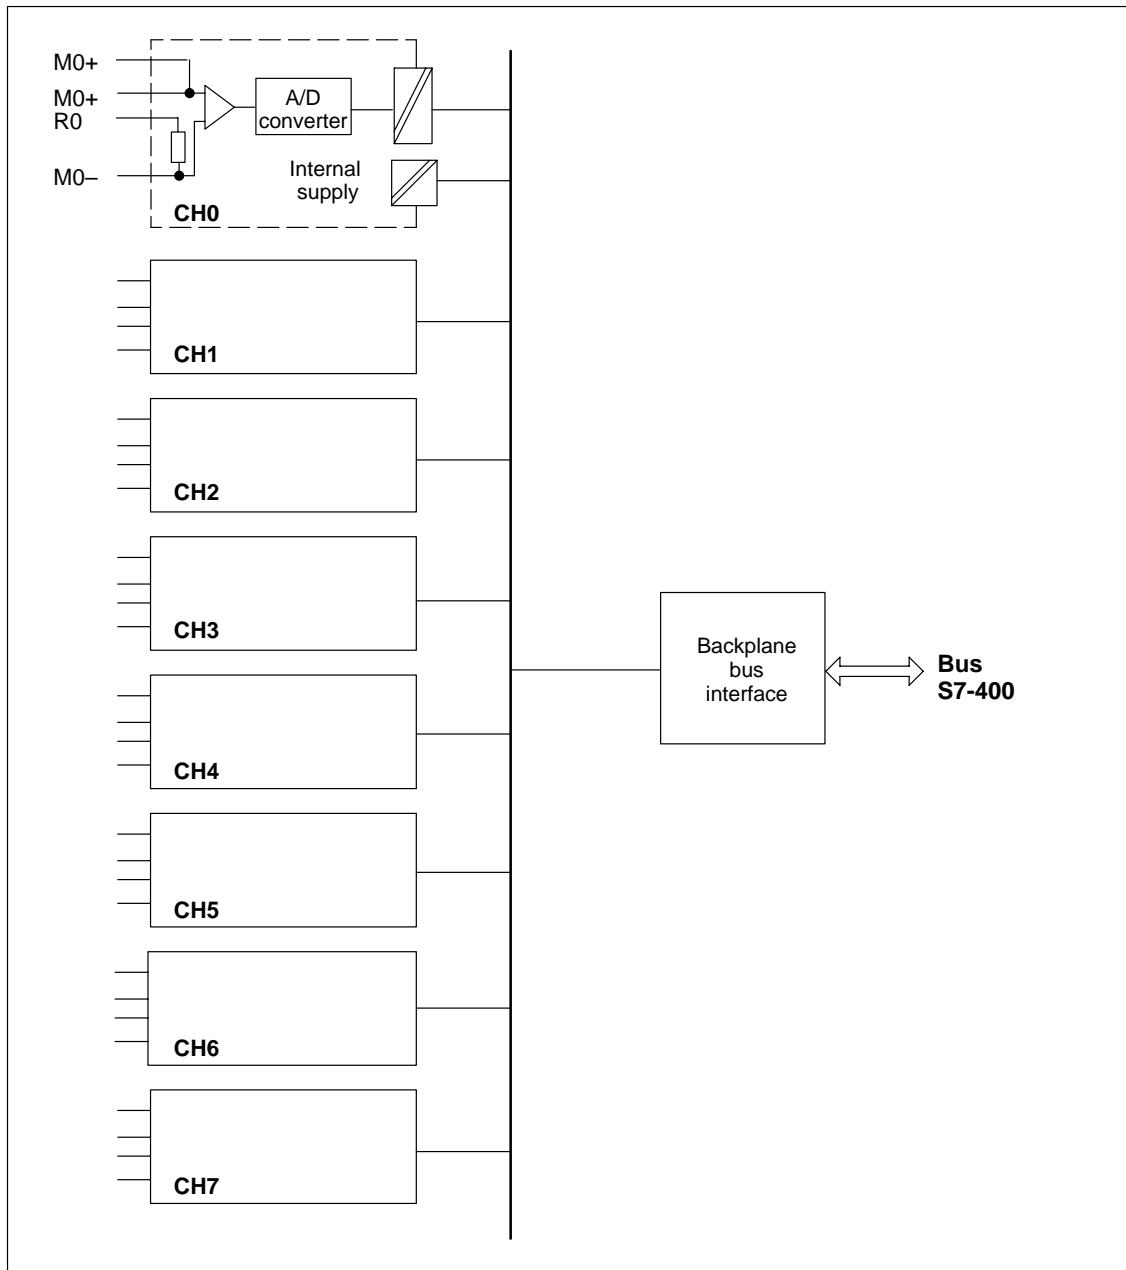 M0+
M0+
R0
M0–
A/D
converter
Internal
supply
CH0
CH1
CH2
CH3
CH4
CH5
CH6
CH7
Backplane
bus
interface
Bus
S7-400